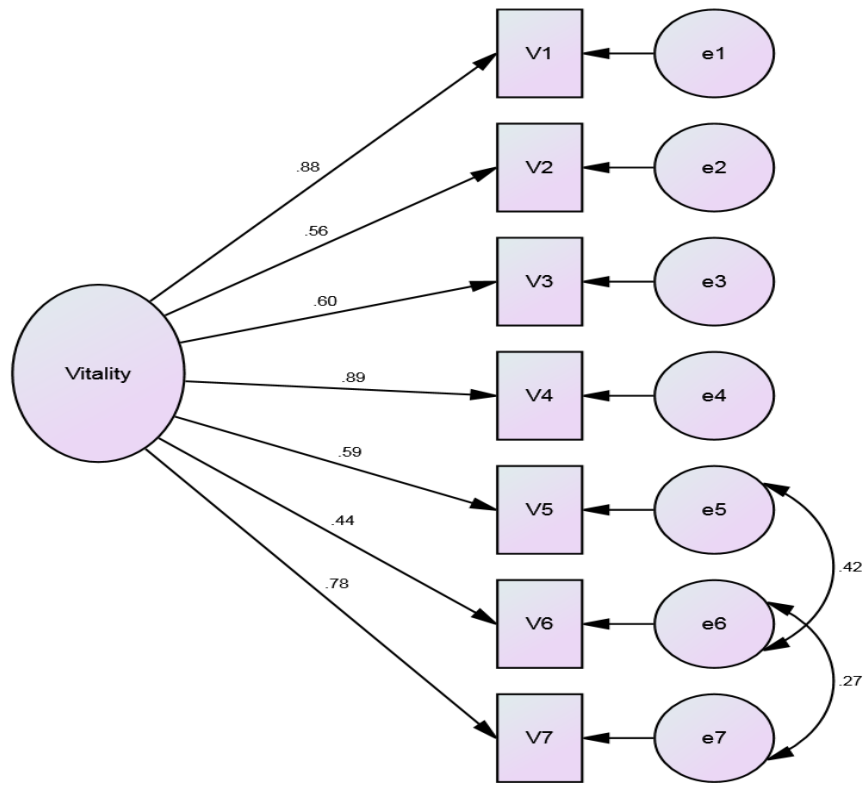 V1
e1
.88
V2
e2
.56
V3
e3
.60
Vitality
.89
V4
e4
.59
V5
e5
.44
.42
.78
V6
e6
.27
V7
e7